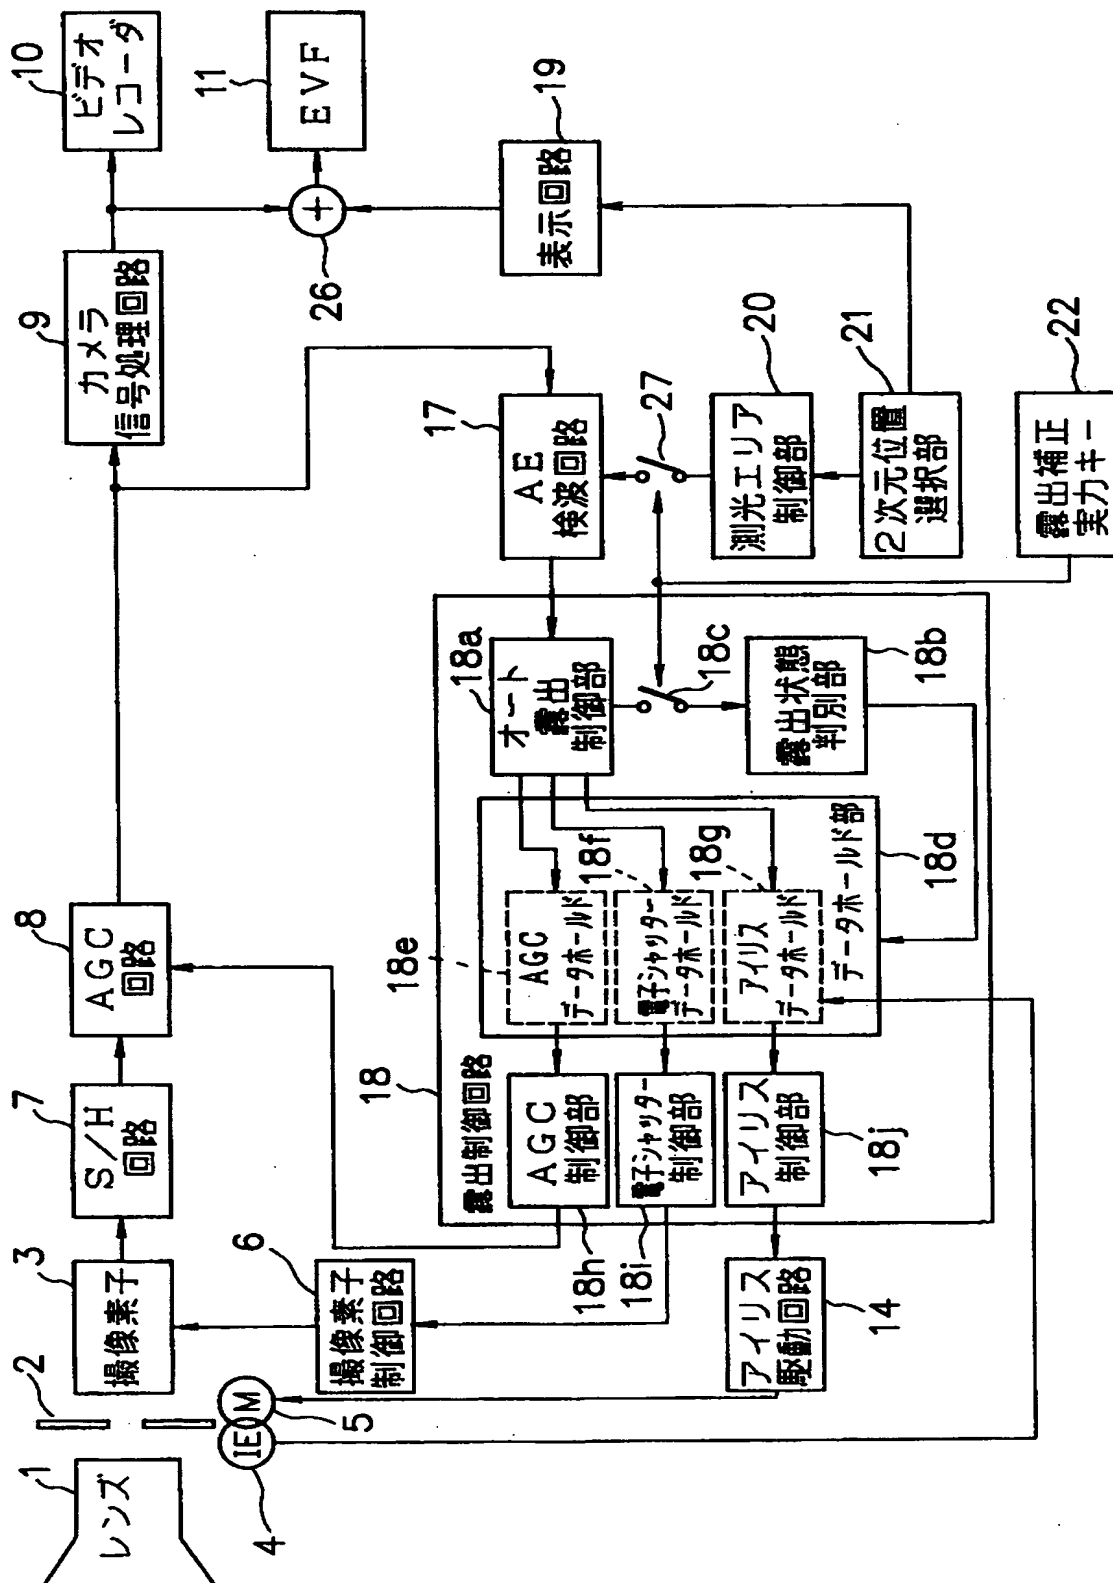 1
レンズ
2
3
撮像素子
4
IE
M
5
6
撮像素子
制御回路
7
S/H
回路
8
AGC
回路
9
カメラ
信号処理回路
10
ビデオ
レコーダ
11
EVF
26
19
表示回路
17
AE
検波回路
27
20
測光エリア
制御部
21
2次元位置
選択部
22
露出補正
実力キー
18
露出制御回路
18a
オート
露出
制御部
18c
18b
露出状態
判別部
18d
データホールド部
18e
AGC
データホールド
18f
電子シャッター
データホールド
18g
アイリス
データホールド
18h
AGC
制御部
18i
電子シャッター
制御部
18j
アイリス
制御部
14
アイリス
駆動回路